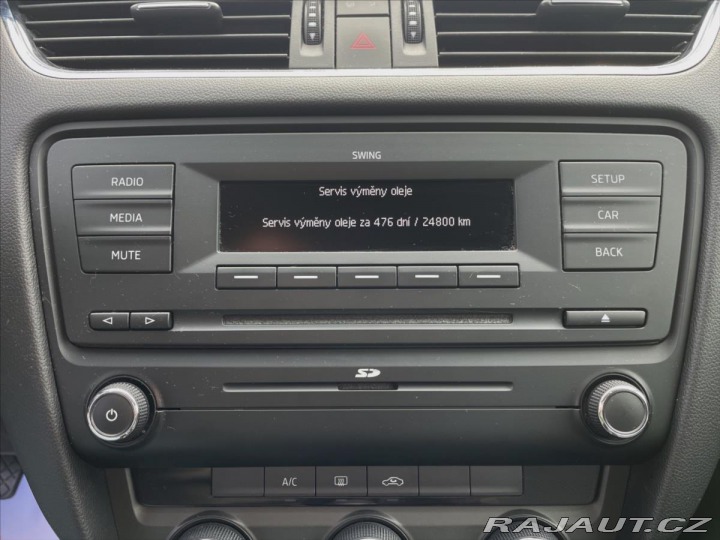 SWING
RADIO
MEDIA
MUTE
Servis výměny oleje
Servis výměny oleje za 476 dní / 24800 km
SETUP
CAR
BACK
SD
A/C
RAJAUT.CZ